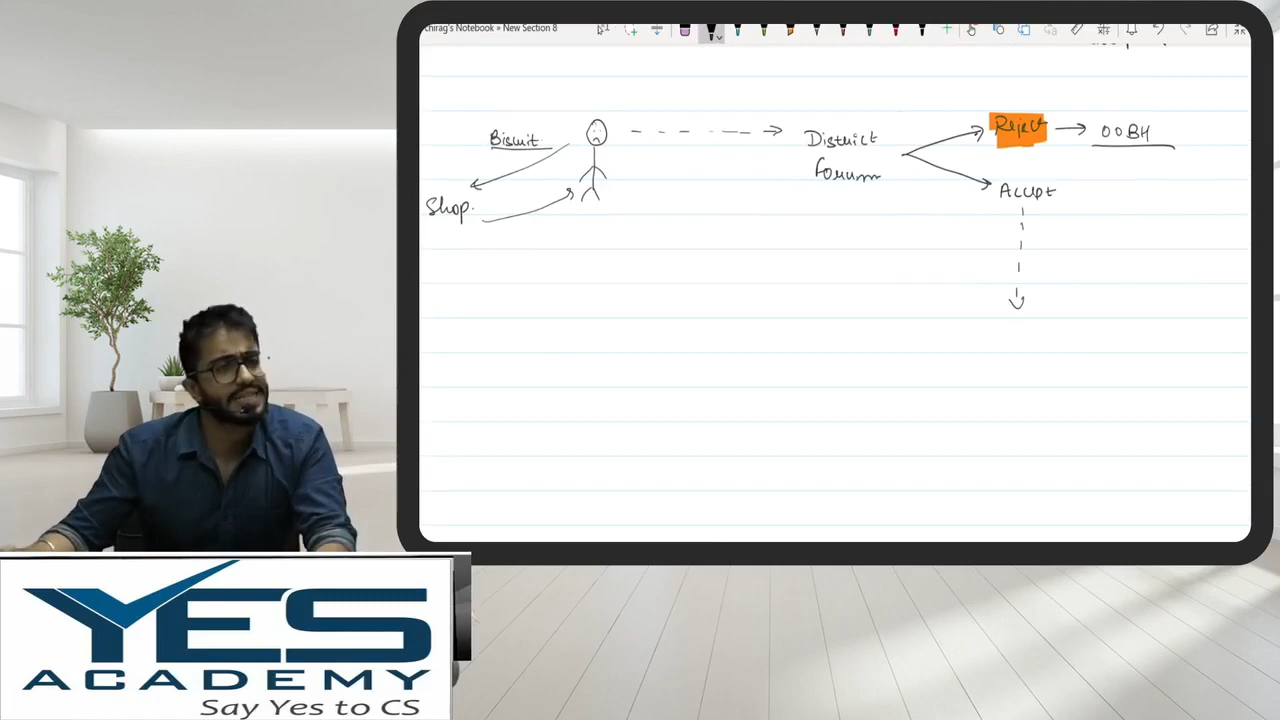 chirag's Notebook » New Section 8
Biscuit
District
Forum
Reject
OOBH
Accept
Shop.
YES
ACADEMY
Say Yes to CS